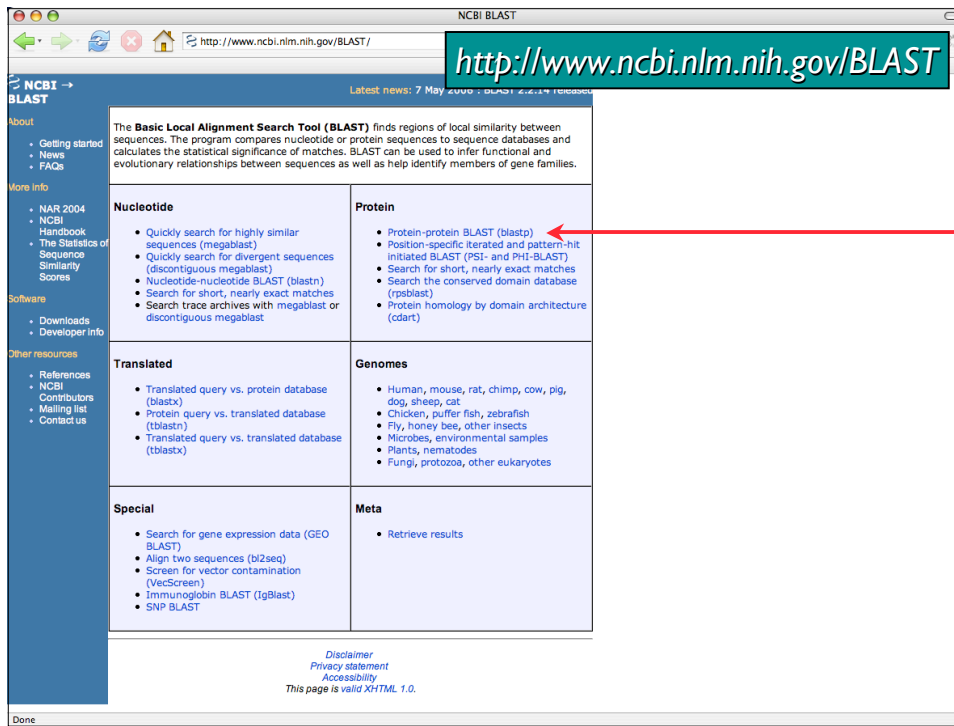 NCBI BLAST
http://www.ncbi.nlm.nih.gov/BLAST/
http://www.ncbi.nlm.nih.gov/BLAST
NCBI →
BLAST
Latest news: 7 May 2006 : BLAST 2.2.14 released
About
Getting started
News
FAQs
More info
NAR 2004
NCBI
Handbook
The Statistics of
Sequence
Similarity
Scores
Software
Downloads
Developer info
Other resources
References
NCBI
Contributors
Mailing list
Contact us
The Basic Local Alignment Search Tool (BLAST) finds regions of local similarity between
sequences. The program compares nucleotide or protein sequences to sequence databases and
calculates the statistical significance of matches. BLAST can be used to infer functional and
evolutionary relationships between sequences as well as help identify members of gene families.
Nucleotide
Quickly search for highly similar
sequences (megablast)
Quickly search for divergent sequences
(discontiguous megablast)
Nucleotide-nucleotide BLAST (blastn)
Search for short, nearly exact matches
Search trace archives with megablast or
discontiguous megablast
Protein
Protein-protein BLAST (blastp)
Position-specific iterated and pattern-hit
initiated BLAST (PSI- and PHI-BLAST)
Search for short, nearly exact matches
Search the conserved domain database
(rpsblast)
Protein homology by domain architecture
(cdart)
Translated
Translated query vs. protein database
(blastx)
Protein query vs. translated database
(tblastn)
Translated query vs. translated database
(tblastx)
Genomes
Human, mouse, rat, chimp, cow, pig,
dog, sheep, cat
Chicken, puffer fish, zebrafish
Fly, honey bee, other insects
Microbes, environmental samples
Plants, nematodes
Fungi, protozoa, other eukaryotes
Special
Search for gene expression data (GEO
BLAST)
Align two sequences (bl2seq)
Screen for vector contamination
(VecScreen)
Immunoglobin BLAST (IgBlast)
SNP BLAST
Meta
Retrieve results
Disclaimer
Privacy statement
Accessibility
This page is valid XHTML 1.0.
Done